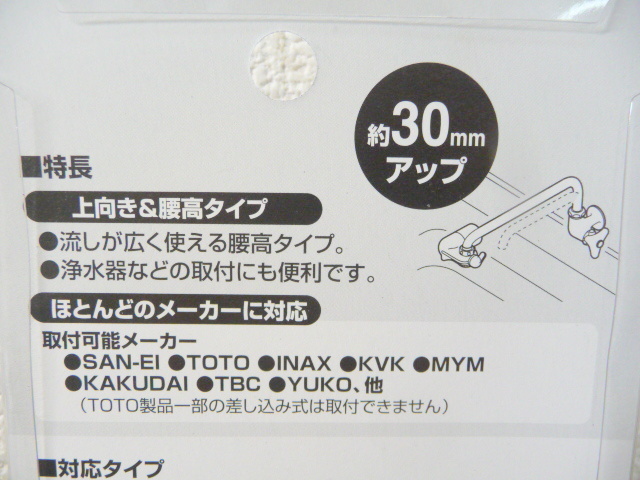 約30mm
アップ
■特長
上向き&腰高タイプ
●流しが広く使える腰高タイプ。
●浄水器などの取付にも便利です。
ほとんどのメーカーに対応
取付可能メーカー
●SAN-EI ●TOTO ●INAX ●KVK ●MYM
●KAKUDAI ●TBC ●YUKO、他
(TOTO製品一部の差し込み式は取付できません)
■対応タイプ